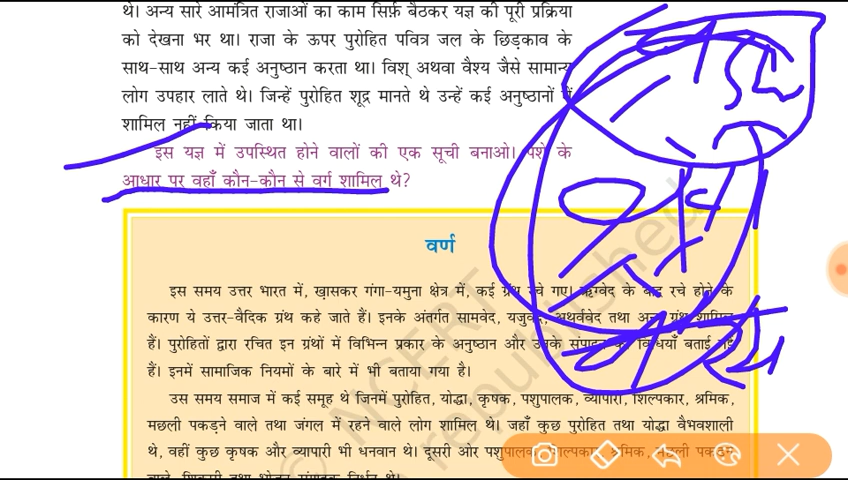 थे। अन्य सारे आमंत्रित राजाओं का काम सिर्फ़ बैठकर यज्ञ की पूरी प्रक्रिया
को देखना भर था। राजा के ऊपर पुरोहित पवित्र जल के छिड़काव के
साथ-साथ अन्य कई अनुष्ठान करता था। विश् अथवा वैश्य जैसे सामान्य
लोग उपहार लाते थे। जिन्हें पुरोहित शूद्र मानते थे उन्हें कई अनुष्ठानों में
शामिल नहीं किया जाता था।
इस यज्ञ में उपस्थित होने वालों की एक सूची बनाओ। पेशे के
आधार पर वहाँ कौन-कौन से वर्ग शामिल थे?
वर्ण
इस समय उत्तर भारत में, ख़ासकर गंगा-यमुना क्षेत्र में, कई ग्रंथ रचे गए। ऋग्वेद के बाद रचे होने के
कारण ये उत्तर-वैदिक ग्रंथ कहे जाते हैं। इनके अंतर्गत सामवेद, यजुर्वेद, अथर्ववेद तथा अन्य ग्रंथ शामिल
हैं। पुरोहितों द्वारा रचित इन ग्रंथों में विभिन्न प्रकार के अनुष्ठान और उनके संपादन की विधियाँ बताई गई
हैं। इनमें सामाजिक नियमों के बारे में भी बताया गया है।
उस समय समाज में कई समूह थे जिनमें पुरोहित, योद्धा, कृषक, पशुपालक, व्यापारी, शिल्पकार, श्रमिक,
मछली पकड़ने वाले तथा जंगल में रहने वाले लोग शामिल थे। जहाँ कुछ पुरोहित तथा योद्धा वैभवशाली
थे, वहीं कुछ कृषक और व्यापारी भी धनवान थे। दूसरी ओर पशुपालक, शिल्पकार, श्रमिक, मछली पकड़ने
© NCERT
republished